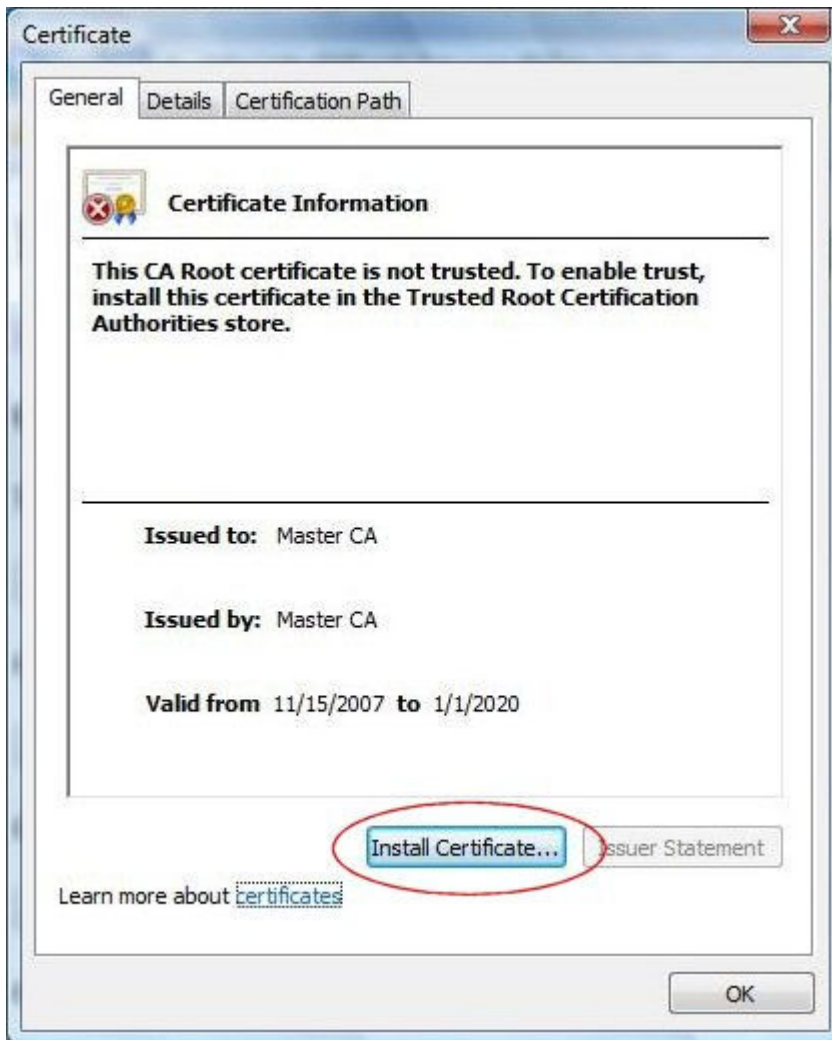 Certificate
General Details Certification Path
Certificate Information
This CA Root certificate is not trusted. To enable trust,
install this certificate in the Trusted Root Certification
Authorities store.
Issued to: Master CA
Issued by: Master CA
Valid from 11/15/2007 to 1/1/2020
Install Certificate... Issuer Statement
Learn more about certificates
OK